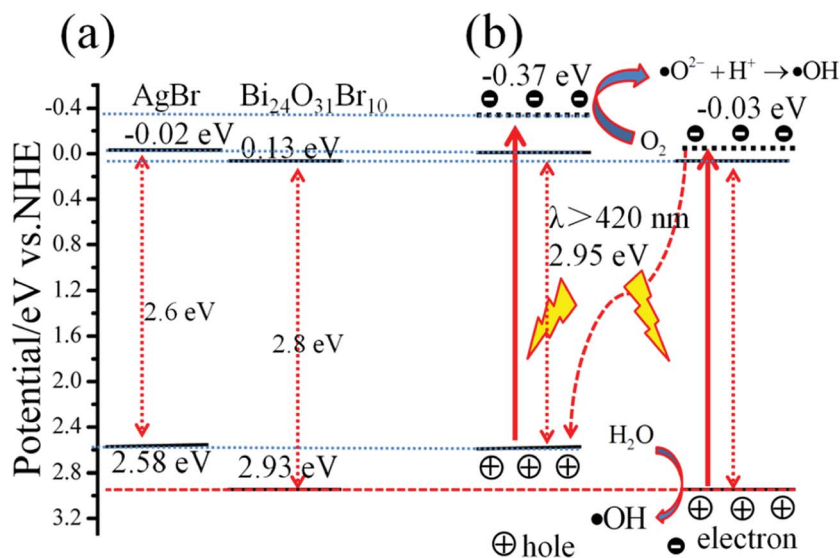 (a)
(b)
Potential/eV vs.NHE
-0.4
0.0
0.4
0.8
1.2
1.6
2.0
2.4
2.8
3.2
AgBr
Bi₂₄O₃₁Br₁₀
-0.02 eV
0.13 eV
2.6 eV
2.8 eV
2.58 eV
2.93 eV
-0.37 eV
•O²⁻ + H⁺ → •OH
O₂
-0.03 eV
λ > 420 nm
2.95 eV
H₂O
•OH
⊕ hole
electron